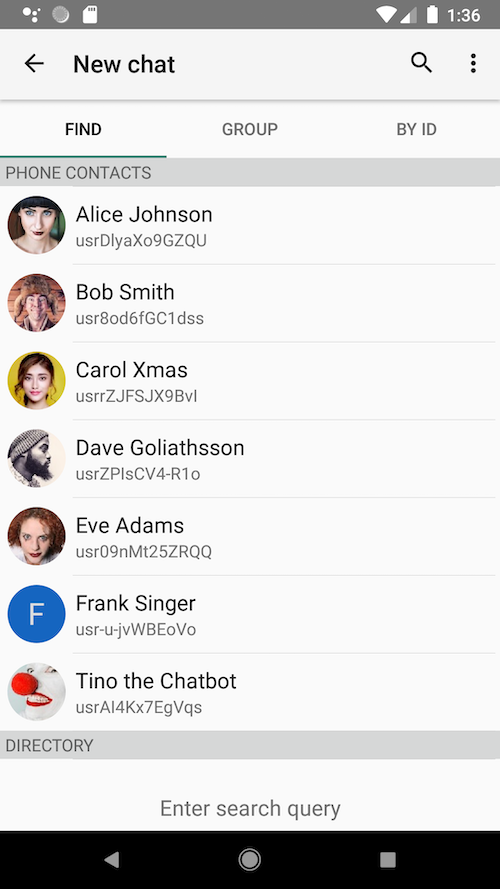 1:36
New chat
FIND GROUP BY ID
PHONE CONTACTS
Alice Johnson
usrDlyaXo9GZQU
Bob Smith
usr8od6fGC1dss
Carol Xmas
usrrZJFSJX9BvI
Dave Goliathsson
usrZPIsCV4-R1o
Eve Adams
usr09nMt25ZRQQ
F
Frank Singer
usr-u-jvWBEoVo
Tino the Chatbot
usrAI4Kx7EgVqs
DIRECTORY
Enter search query